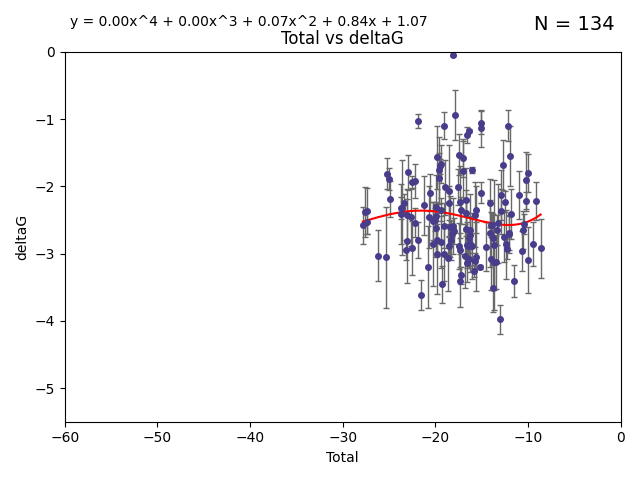 y = 0.00x^4 + 0.00x^3 + 0.07x^2 + 0.84x + 1.07
N = 134
Total vs deltaG
0
−1
−2
−3
−4
−5
deltaG
−60 −50 −40 −30 −20 −10 0
Total